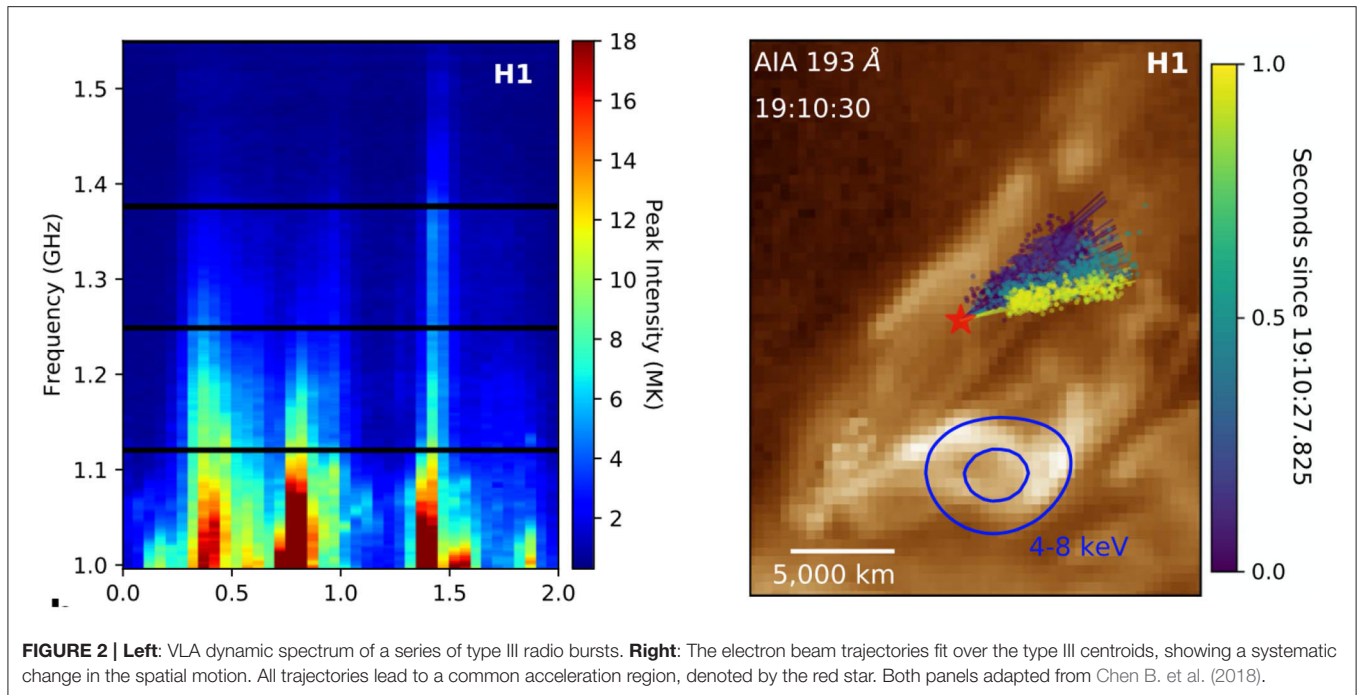 H1
1.5
1.4
1.3
1.2
1.1
1.0
Frequency (GHz)
0.0
0.5
1.0
1.5
2.0
18
16
14
12
10
8
6
4
2
Peak Intensity (MK)
AIA 193 Å
19:10:30
H1
4-8 keV
5,000 km
1.0
0.5
0.0
Seconds since 19:10:27.825
FIGURE 2 | Left: VLA dynamic spectrum of a series of type III radio bursts. Right: The electron beam trajectories fit over the type III centroids, showing a systematic
change in the spatial motion. All trajectories lead to a common acceleration region, denoted by the red star. Both panels adapted from Chen B. et al. (2018).